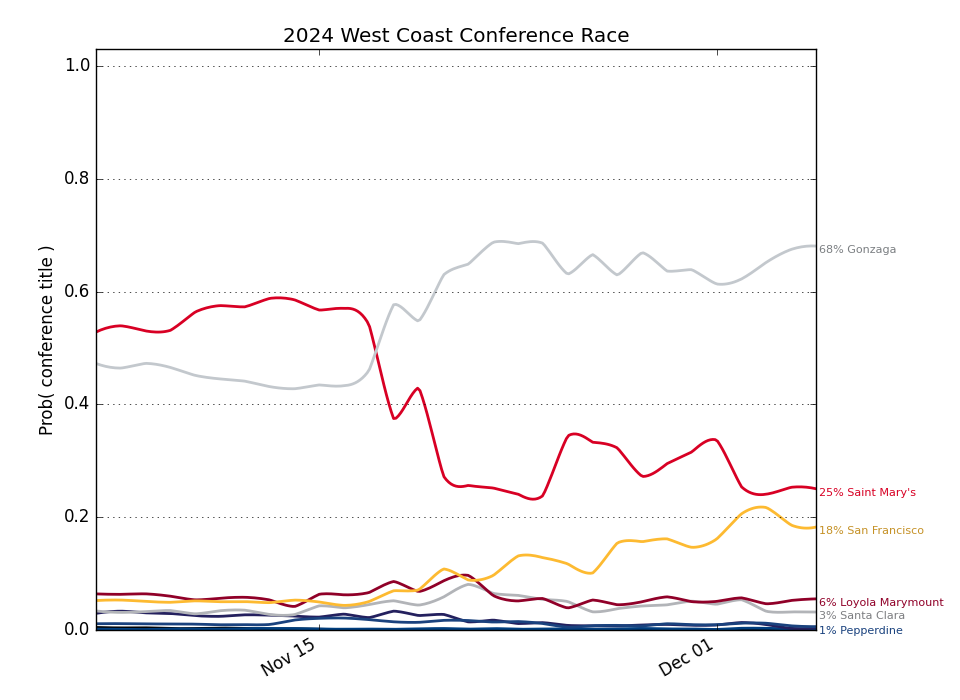 2024 West Coast Conference Race
1.0
0.8
0.6
0.4
0.2
0.0
Prob( conference title )
Nov 15
Dec 01
68% Gonzaga
25% Saint Mary's
18% San Francisco
6% Loyola Marymount
3% Santa Clara
1% Pepperdine